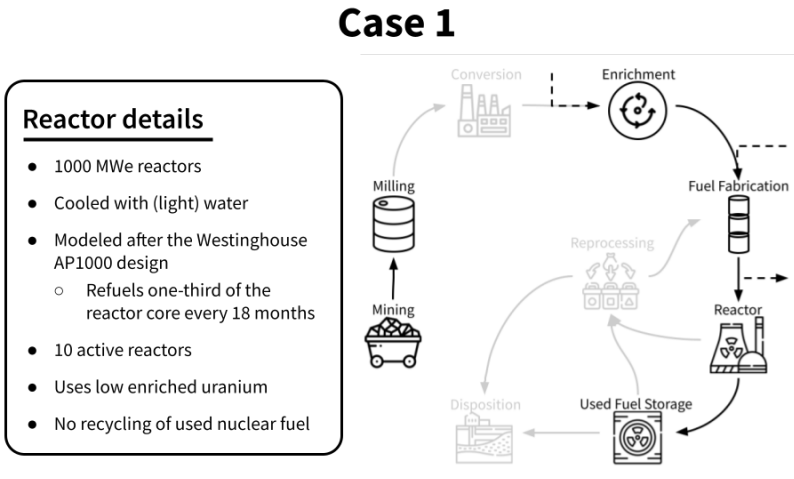 Case 1
Reactor details
● 1000 MWe reactors
● Cooled with (light) water
● Modeled after the Westinghouse
AP1000 design
○ Refuels one-third of the
reactor core every 18 months
● 10 active reactors
● Uses low enriched uranium
● No recycling of used nuclear fuel
Conversion
Enrichment
Milling
Fuel Fabrication
Reprocessing
Mining
Reactor
Disposition
Used Fuel Storage